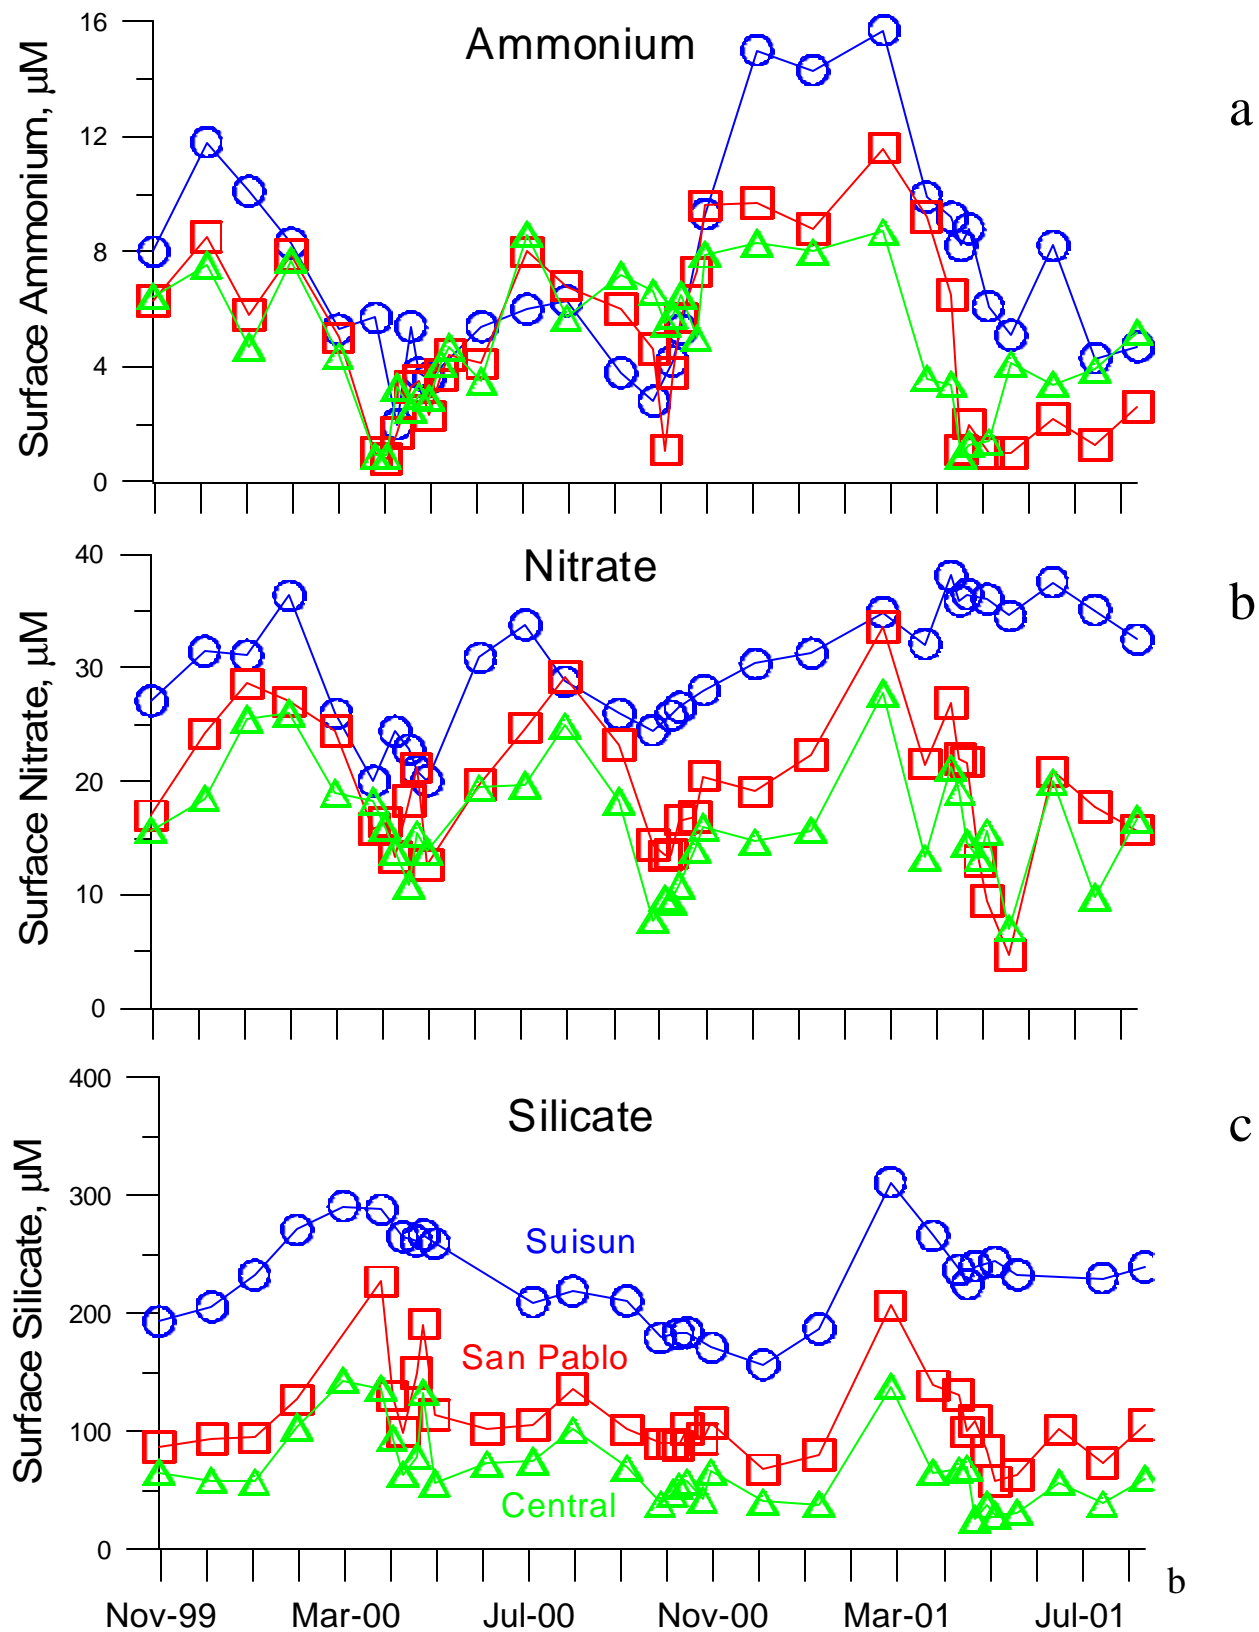 Ammonium
a
Surface Ammonium, µM
16
12
8
4
0
Nitrate
b
Surface Nitrate, µM
40
30
20
10
0
Silicate
c
Surface Silicate, µM
400
300
200
100
0
Suisun
San Pablo
Central
b
Nov-99 Mar-00 Jul-00 Nov-00 Mar-01 Jul-01